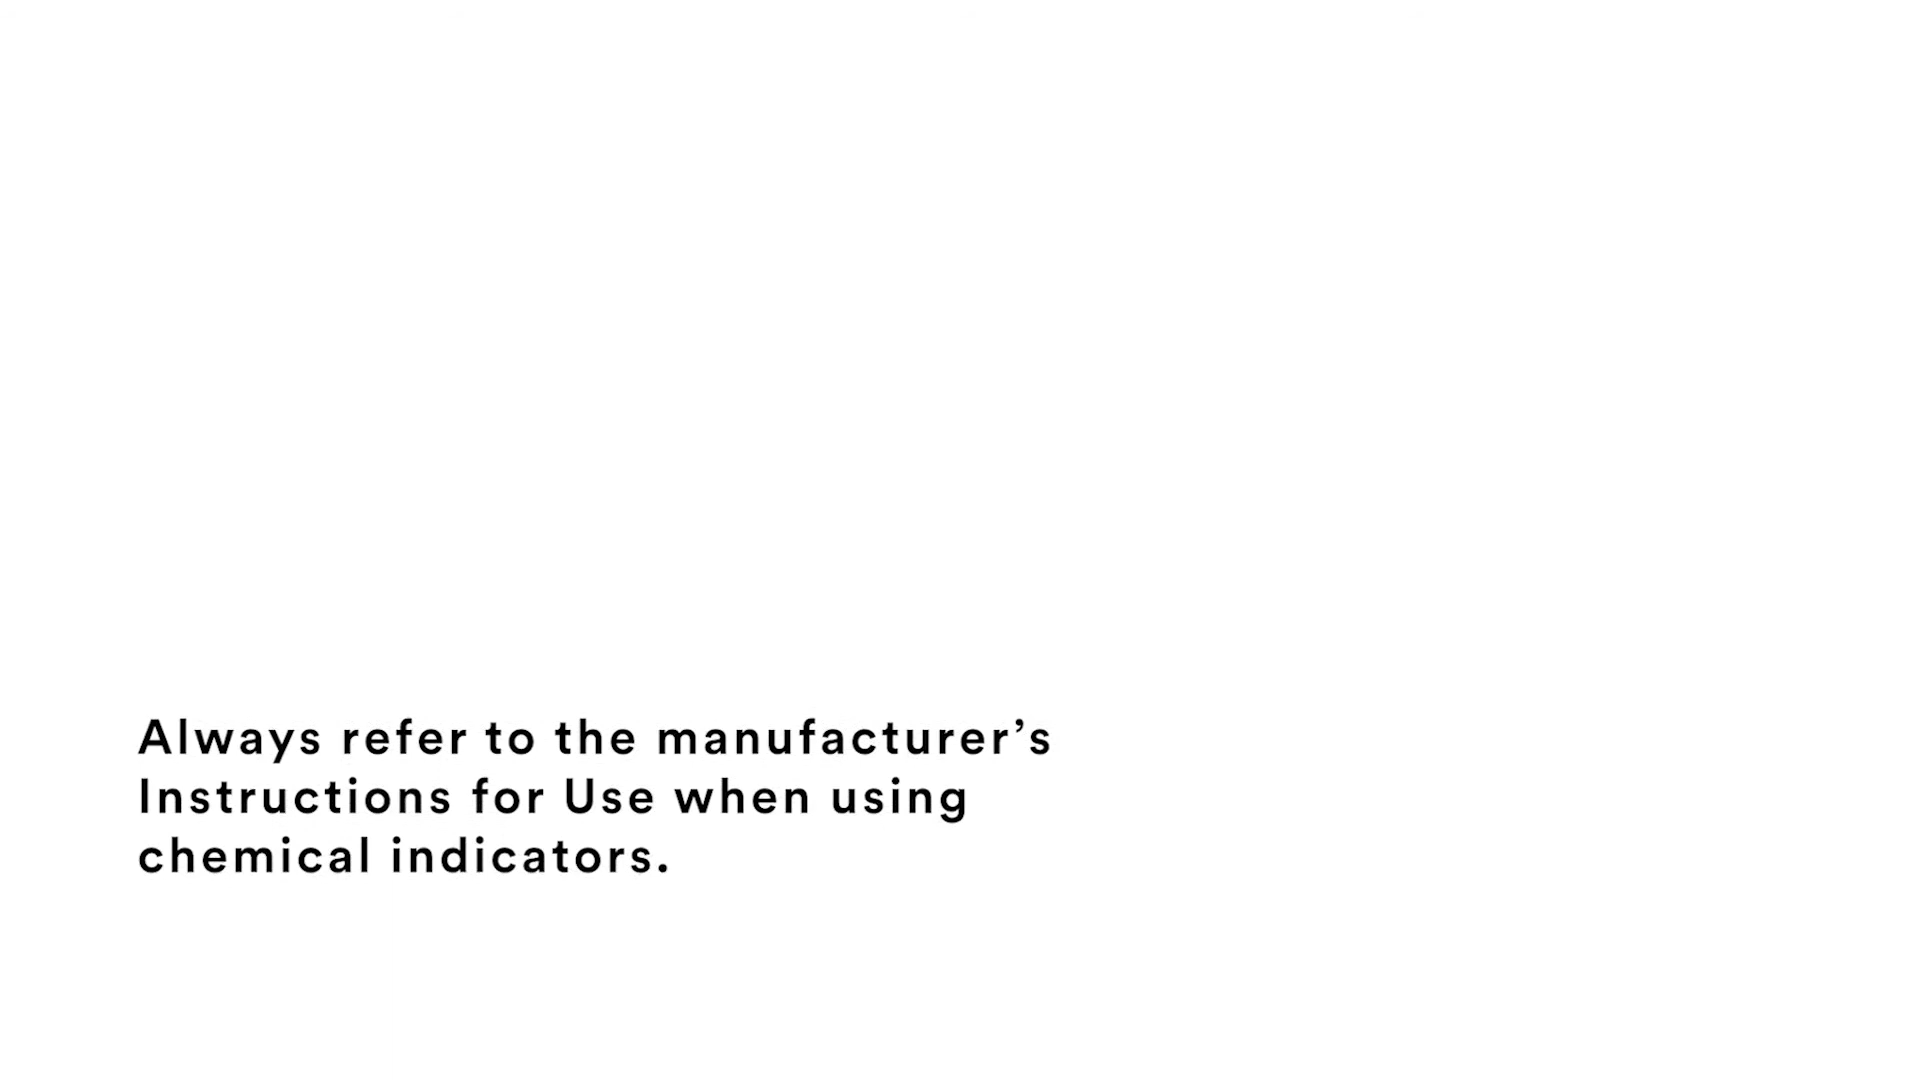 Always refer to the manufacturer’s
Instructions for Use when using
chemical indicators.